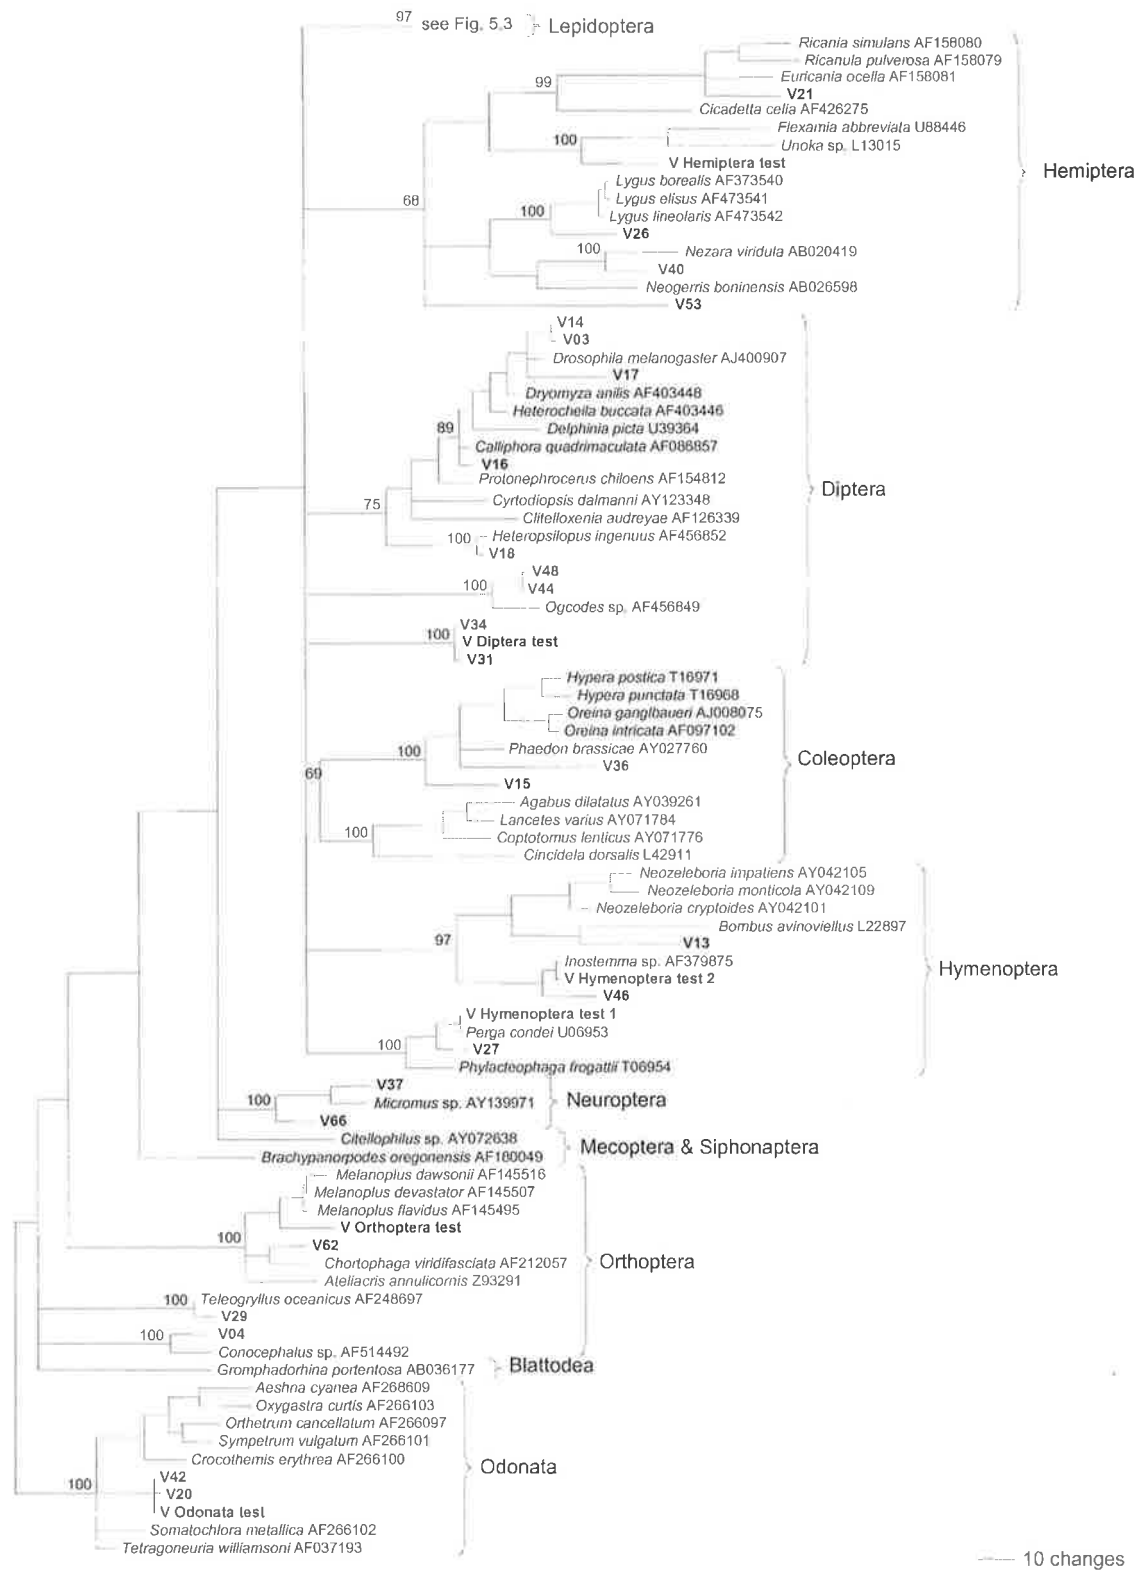 97 see Fig. 5.3 Lepidoptera
Ricania simulans AF158080
Ricanula pulverosa AF158079
Euricania ocella AF158081
99
V21
Cicadetta celia AF426275
Flexamia abbreviata U88446
100
Unoka sp. L13015
V Hemiptera test
Hemiptera
Lygus borealis AF373540
68
Lygus elisus AF473541
100
Lygus lineolaris AF473542
V26
100
Nezara viridula AB020419
V40
Neogerris boninensis AB026598
V53
V14
V03
Drosophila melanogaster AJ400907
V17
Dryomyza anilis AF403448
Heterocheila buccata AF403446
89
Delphinia picta U39364
Calliphora quadrimaculata AF086857
V16
Protonephrocerus chiloens AF154812
Diptera
75
Cyrtodiopsis dalmanni AY123348
Clitelloxenia audreyae AF126339
100
Heteropsilopus ingenuus AF456852
V18
V48
100
V44
Ogcodes sp. AF456849
V34
100
V Diptera test
V31
Hypera postica T16971
Hypera punctata T16968
Oreina ganglbaueri AJ008075
Oreina intricata AF097102
100
Phaedon brassicae AY027760
Coleoptera
V36
69
V15
Agabus dilatatus AY039261
Lancetes varius AY071784
100
Coptotomus lenticus AY071776
Cincidela dorsalis L42911
Neozeleboria impatiens AY042105
Neozeleboria monticola AY042109
Neozeleboria cryptoides AY042101
Bombus avinoviellus L22897
97
V13
Inostemma sp. AF379875
Hymenoptera
V Hymenoptera test 2
V46
V Hymenoptera test 1
Perga condei U06953
100
V27
Phylacteophaga froggattii T06954
V37
100
Micromus sp. AY139971
Neuroptera
V66
Citellophilus sp. AY072638
Mecoptera & Siphonaptera
Brachypanorpodes oregonensis AF180049
Melanoplus dawsonii AF145516
Melanoplus devastator AF145507
Melanoplus flavidus AF145495
V Orthoptera test
100
V62
Chortophaga viridifasciata AF212057
Orthoptera
Ateliacris annulicornis Z93291
100
Teleogryllus oceanicus AF248697
V29
100
V04
Conocephalus sp. AF514492
Gromphadorhina portentosa AB036177
Blattodea
Aeshna cyanea AF268609
Oxygastra curtis AF266103
Orthetrum cancellatum AF266097
Sympetrum vulgatum AF266101
Crocothemis erythrea AF266100
Odonata
V42
100
V20
V Odonata test
Somatochlora metallica AF266102
Tetragoneuria williamsoni AF037193
10 changes